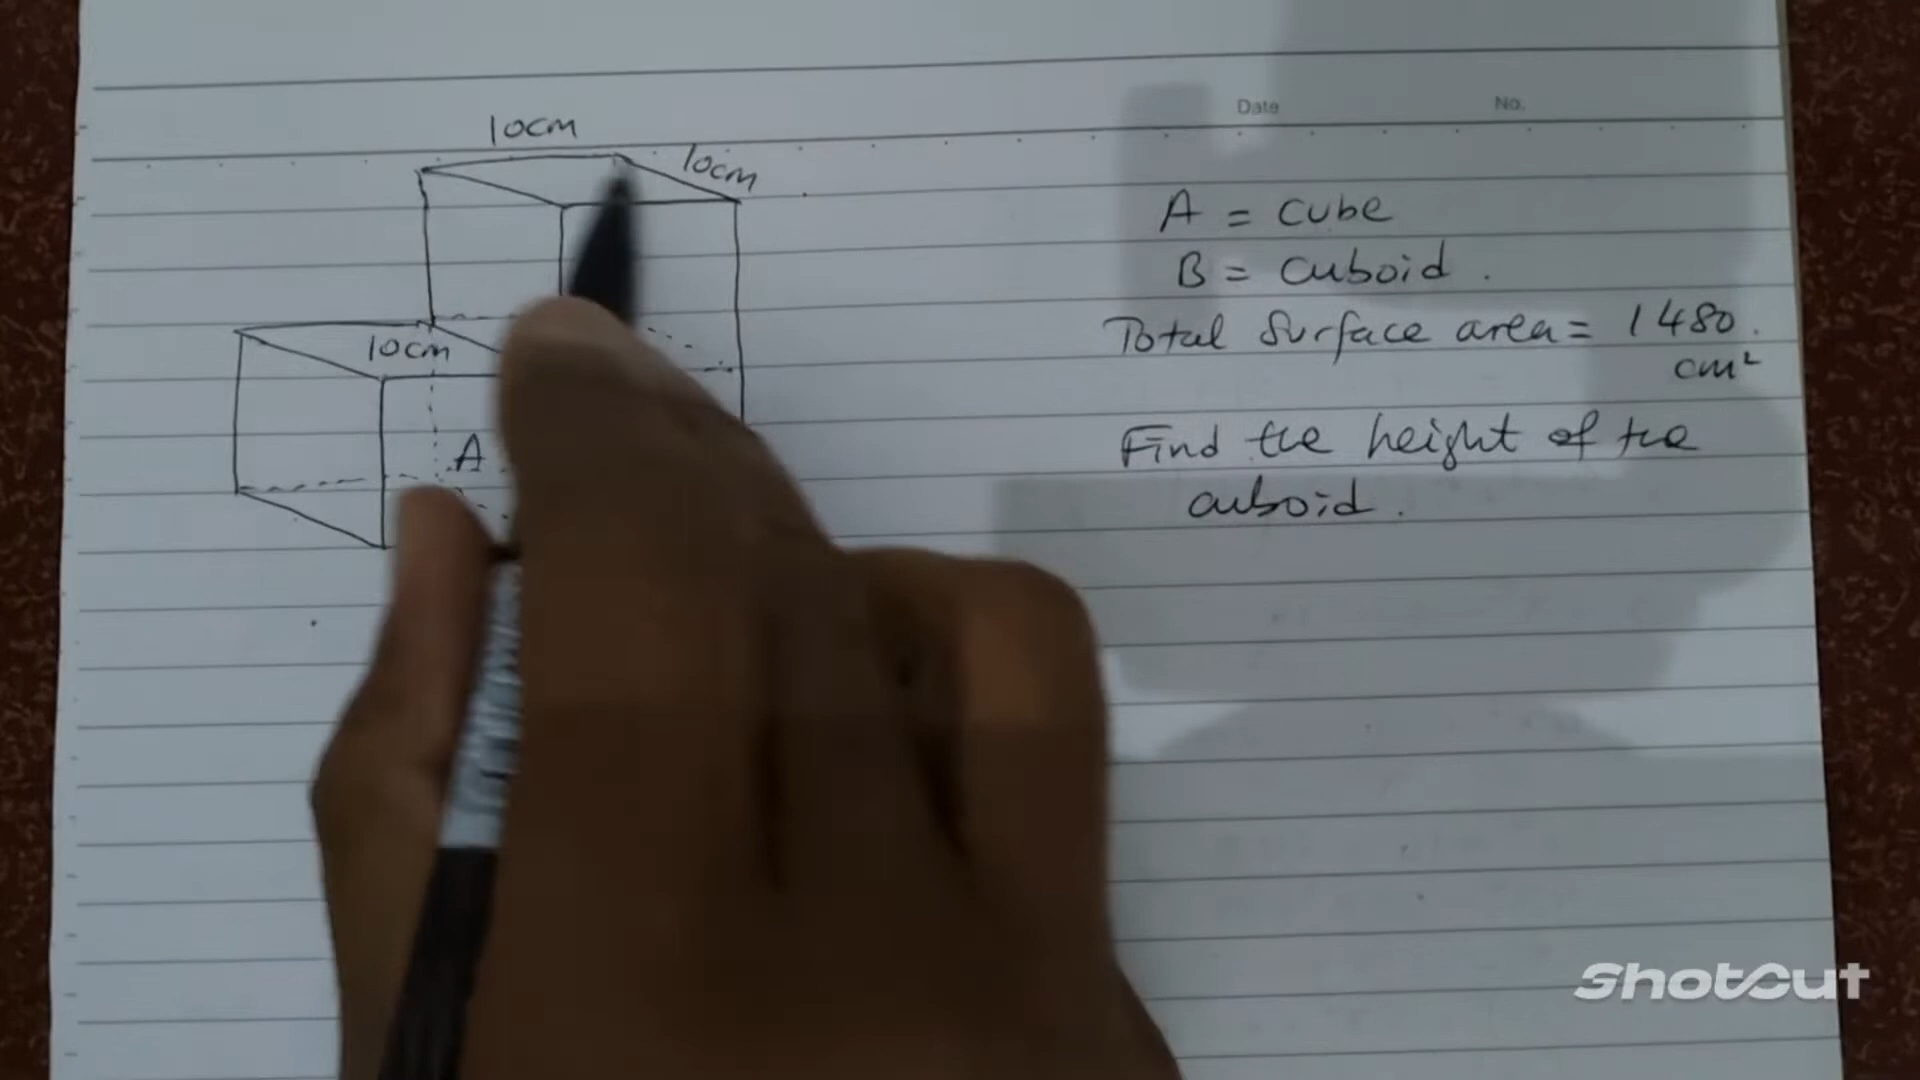 Date
No.
10cm
10cm
A = cube
B = cuboid.
Total surface area = 1480.
cm²
10cm
Find the height of the
cuboid.
A
ShotCut